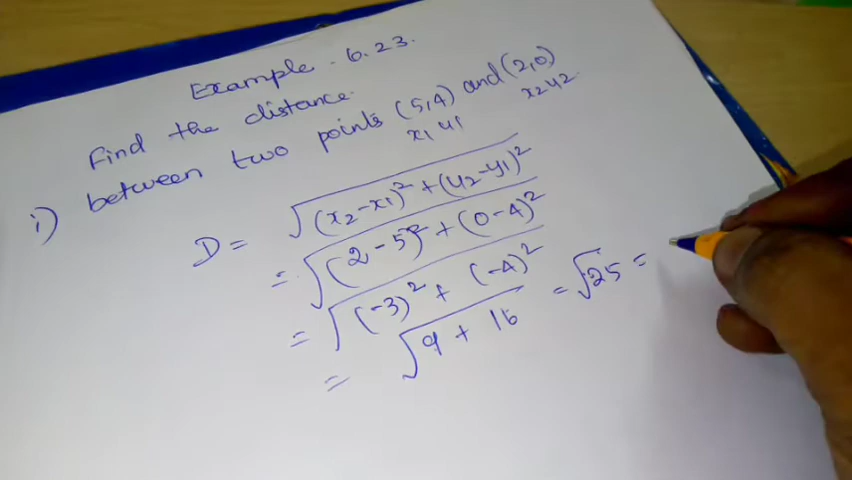 Example 6.23.
Find the distance.
i) between two points (5,4) and (2,0)
x1 y1 x2 y2
D = √(x2-x1)² + (y2-y1)²
= √(2-5)² + (0-4)²
= √(-3)² + (-4)²
= √9 + 16 = √25 =